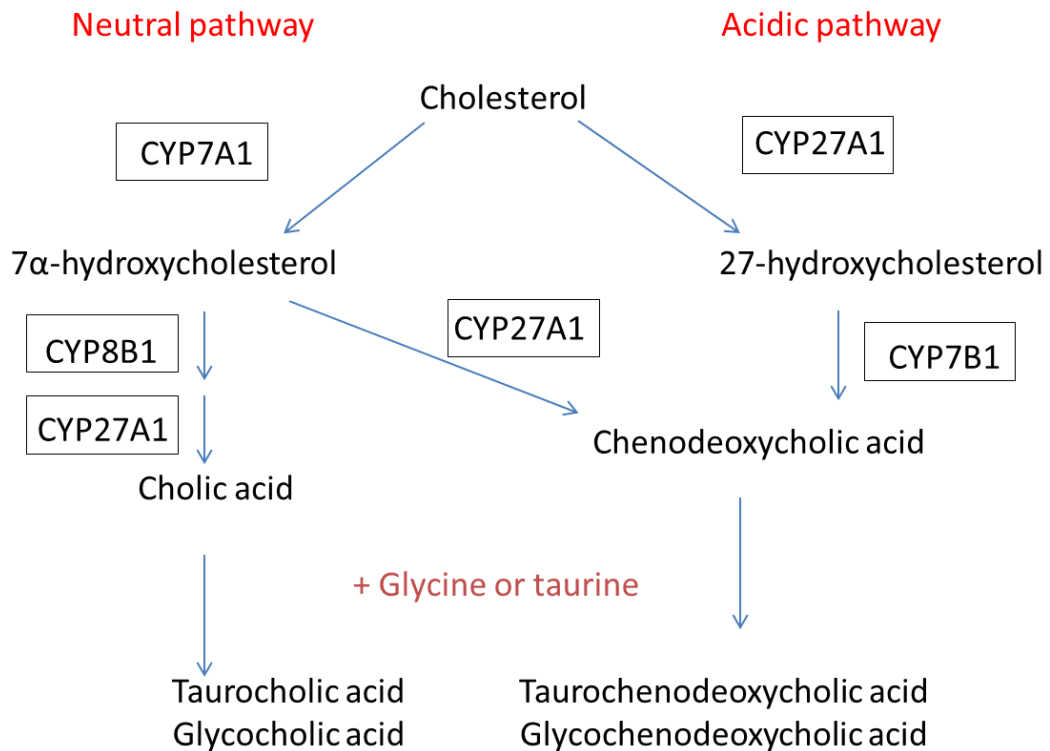 Neutral pathway
Acidic pathway
Cholesterol
CYP7A1
CYP27A1
7α-hydroxycholesterol
27-hydroxycholesterol
CYP27A1
CYP8B1
CYP7B1
CYP27A1
Chenodeoxycholic acid
Cholic acid
+ Glycine or taurine
Taurocholic acid
Glycocholic acid
Taurochenodeoxycholic acid
Glycochenodeoxycholic acid